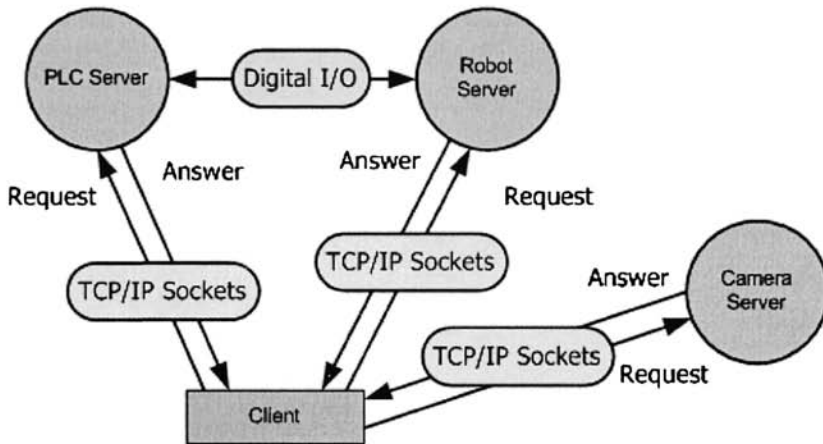 PLC Server
Digital I/O
Robot
Server
Request
Answer
Answer
Request
TCP/IP Sockets
TCP/IP Sockets
Answer
Camera
Server
TCP/IP Sockets
Request
Client